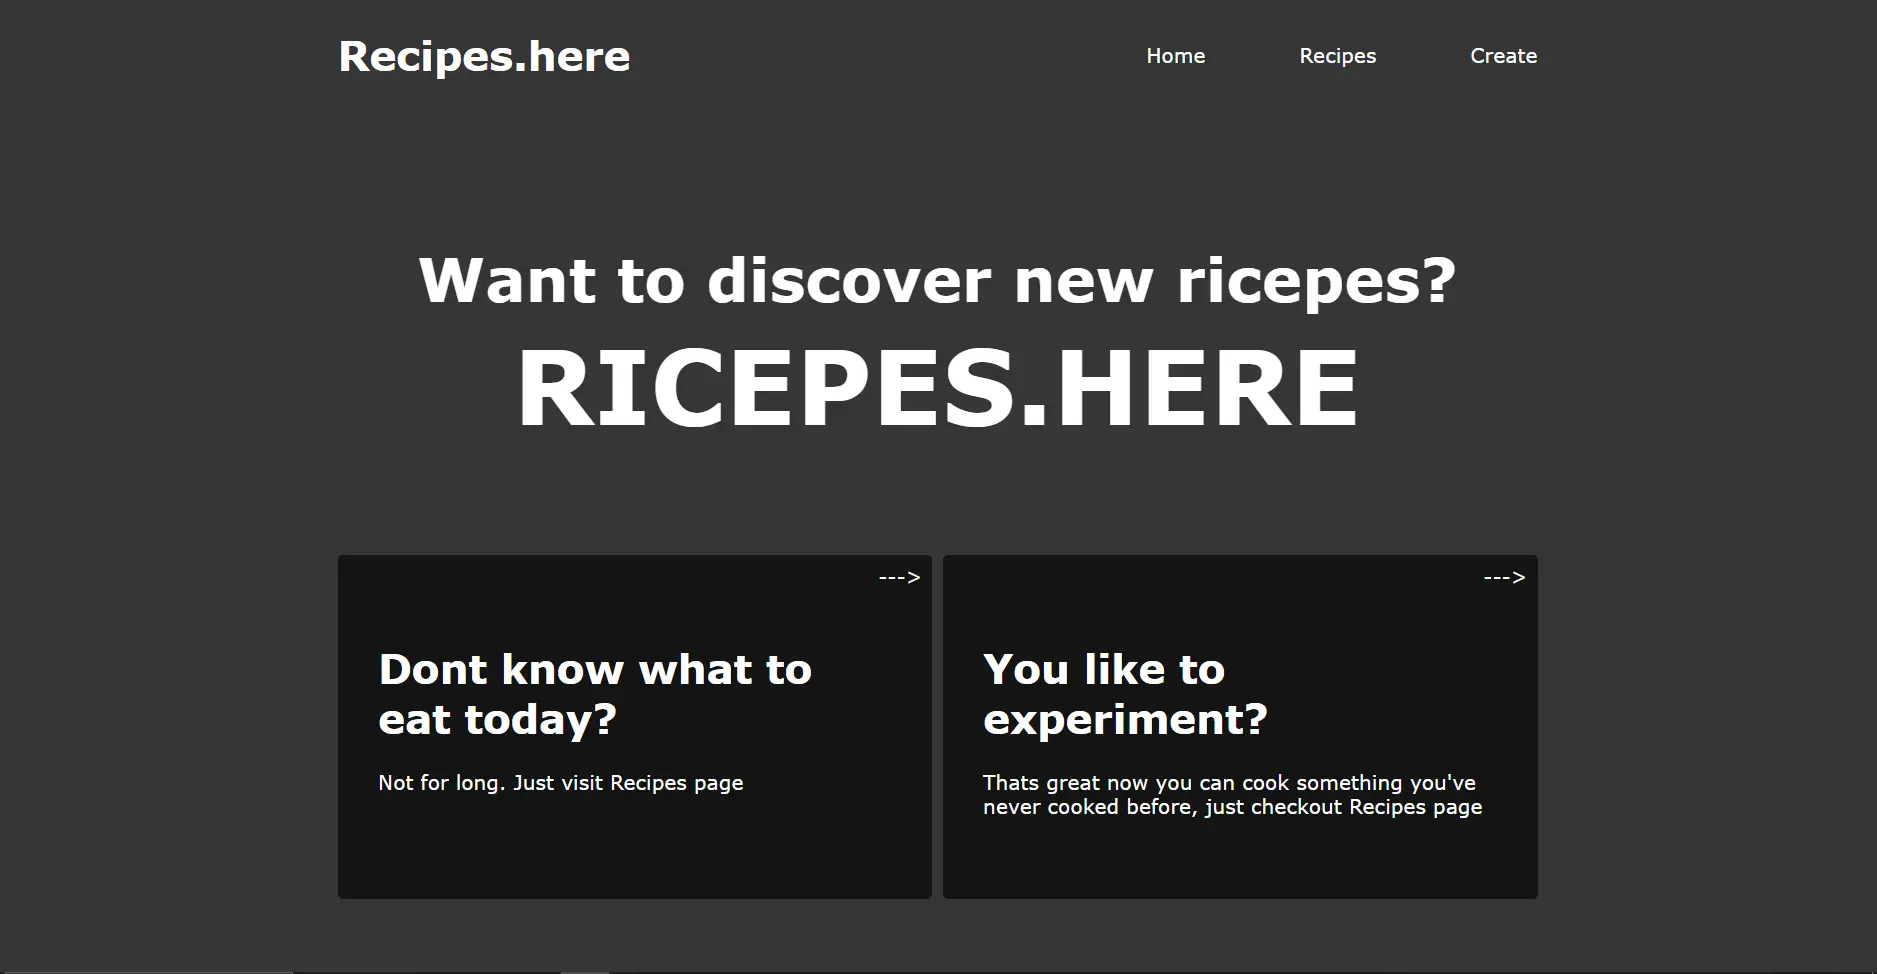 Recipes.here
Home Recipes Create
Want to discover new ricepes?
RICEPES.HERE
--->
Dont know what to
eat today?
Not for long. Just visit Recipes page
--->
You like to
experiment?
Thats great now you can cook something you've
never cooked before, just checkout Recipes page